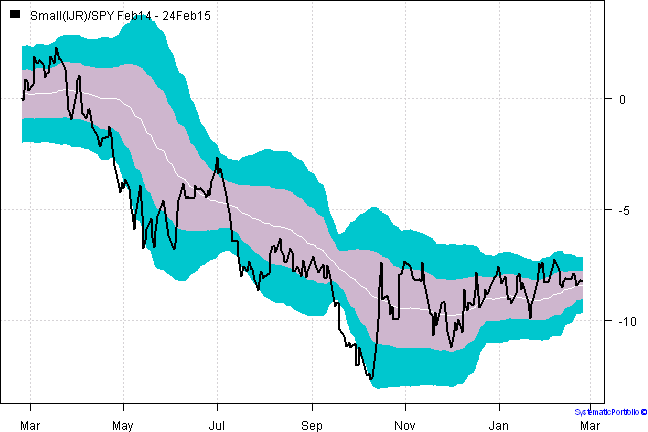 Small(IJR)/SPY Feb14 - 24Feb15
0
-5
-10
SystematicPortfolio ©
Mar May Jul Sep Nov Jan Mar